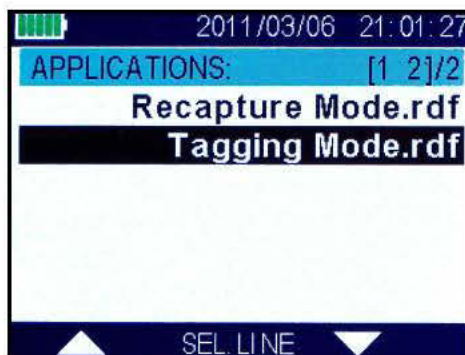 2011/03/06 21:01:27
APPLICATIONS: [1 2]/2
Recapture Mode.rdf
Tagging Mode.rdf
SEL. LINE